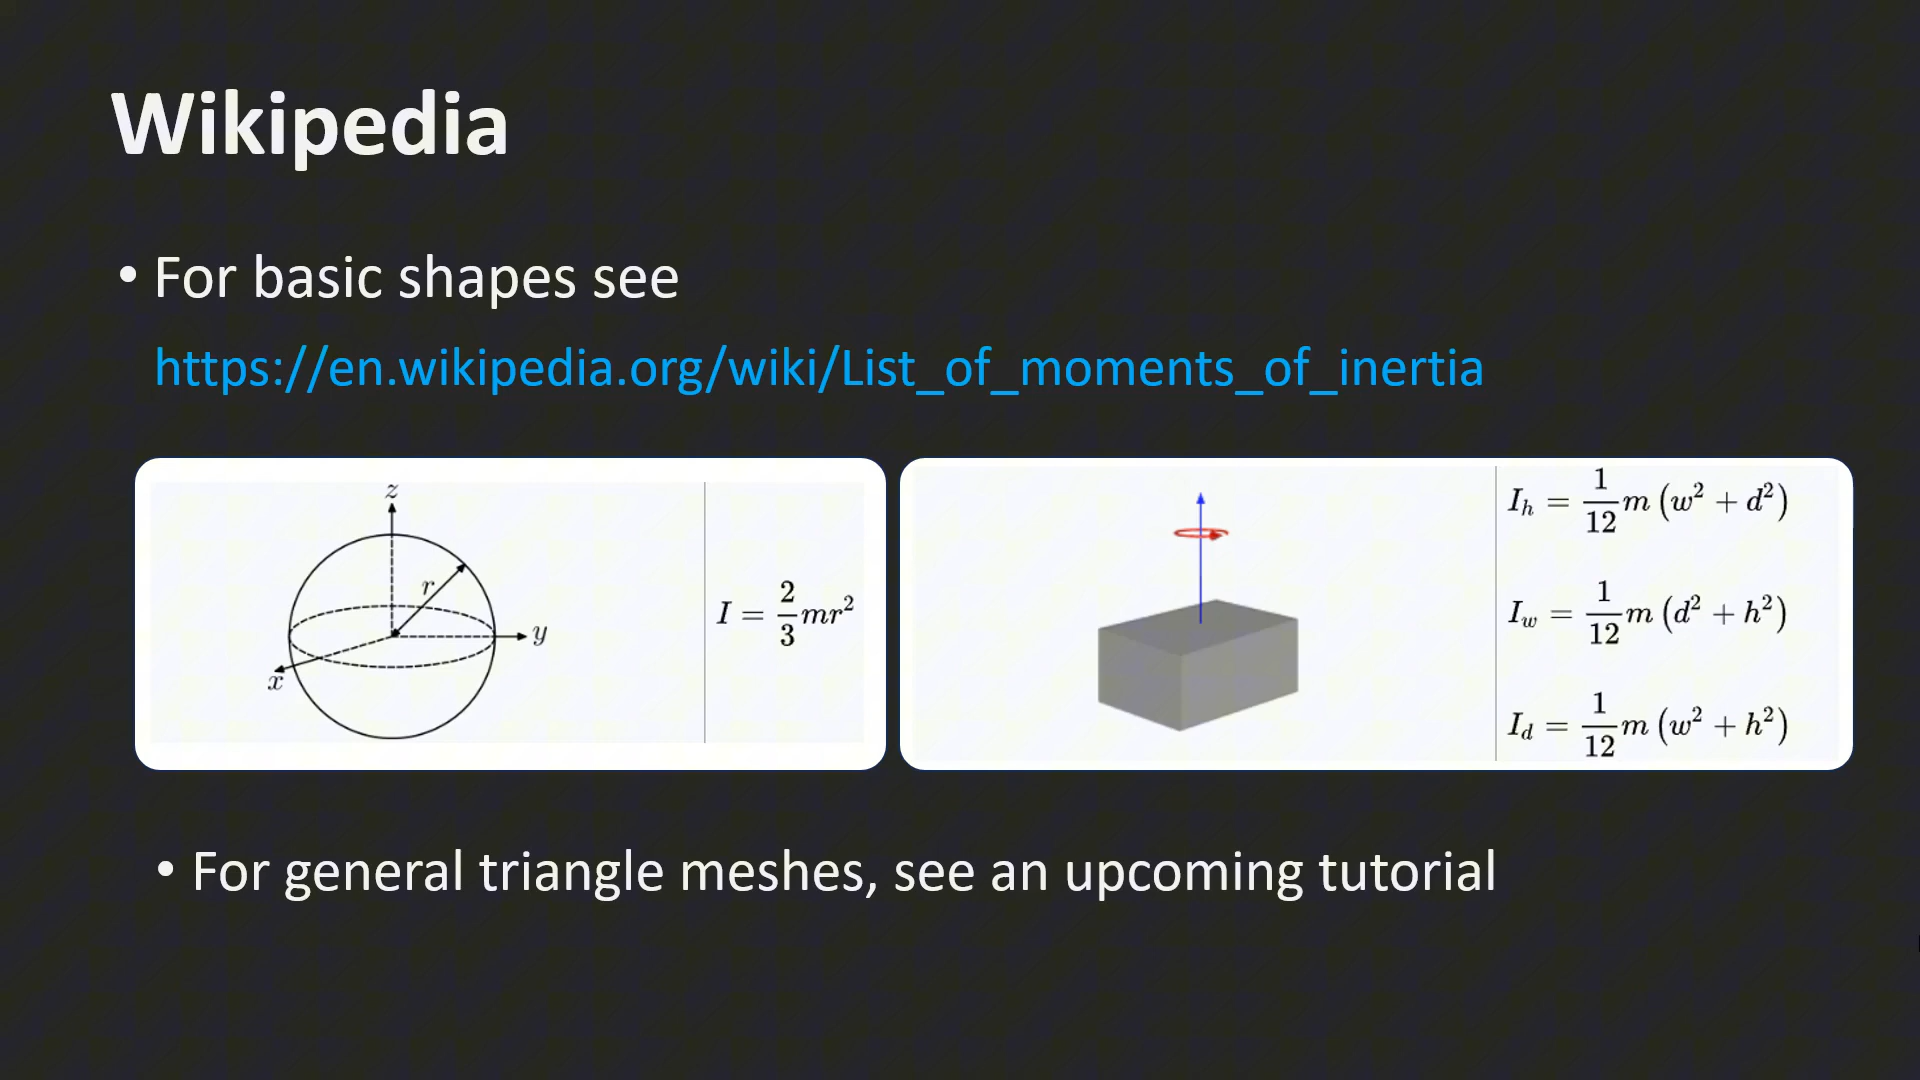 Wikipedia
• For basic shapes see
https://en.wikipedia.org/wiki/List_of_moments_of_inertia
z
r
y
x
I = 2/3 mr²
I_h = 1/12 m (w² + d²)
I_w = 1/12 m (d² + h²)
I_d = 1/12 m (w² + h²)
• For general triangle meshes, see an upcoming tutorial